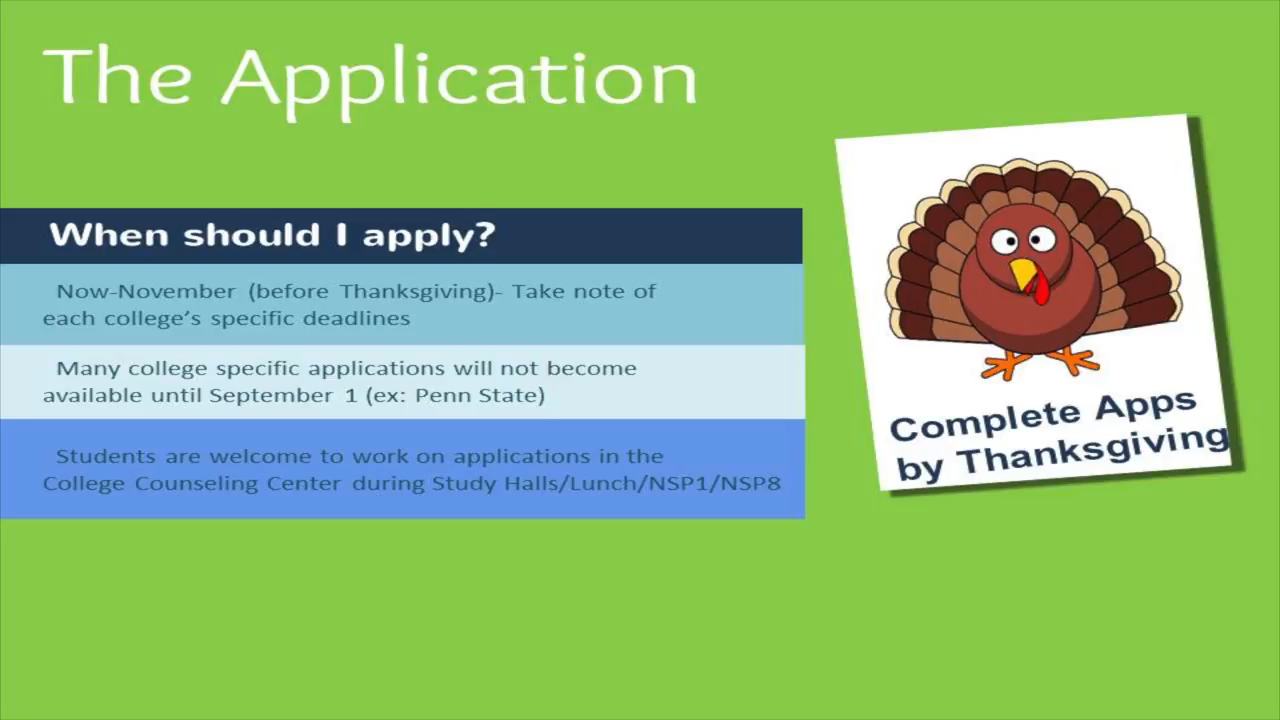 The Application
When should I apply?
Now-November (before Thanksgiving)- Take note of
each college's specific deadlines
Many college specific applications will not become
available until September 1 (ex: Penn State)
Students are welcome to work on applications in the
College Counseling Center during Study Halls/Lunch/NSP1/NSP8
Complete Apps
by Thanksgiving